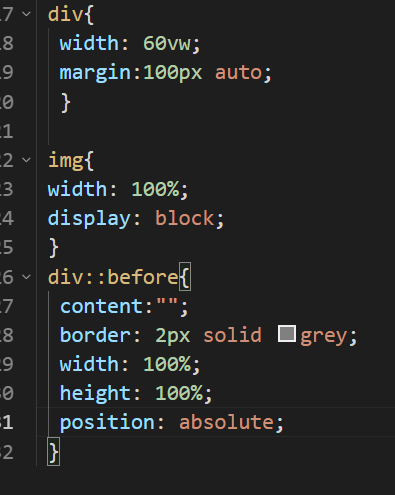 17 div{
18 width: 60vw;
19 margin:100px auto;
20 }
21
22 img{
23 width: 100%;
24 display: block;
25 }
26 div::before{
27 content:"";
28 border: 2px solid grey;
29 width: 100%;
30 height: 100%;
31 position: absolute;
32 }